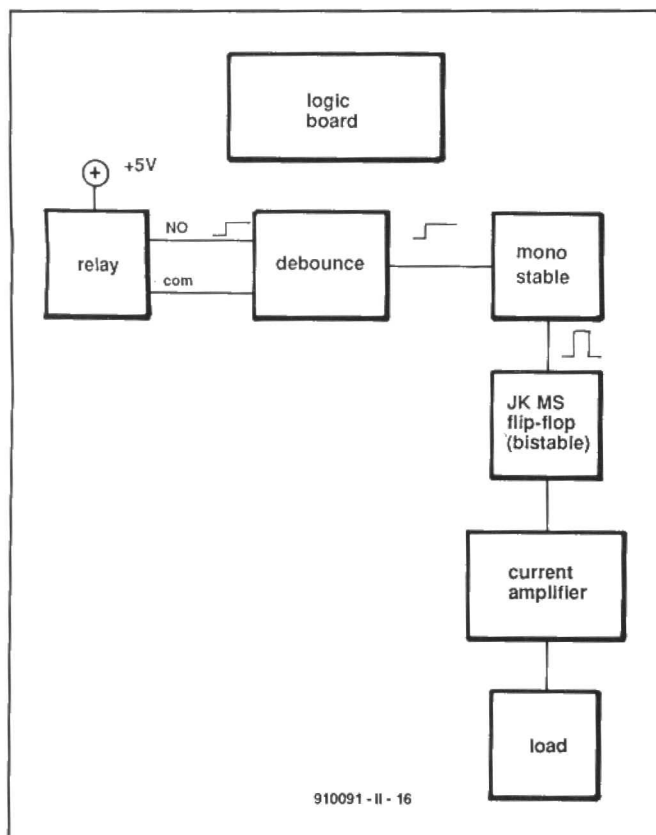 logic
board
+5V
NO
relay
com
debounce
mono
stable
JK MS
flip-flop
(bistable)
current
amplifier
load
910091 - II - 16